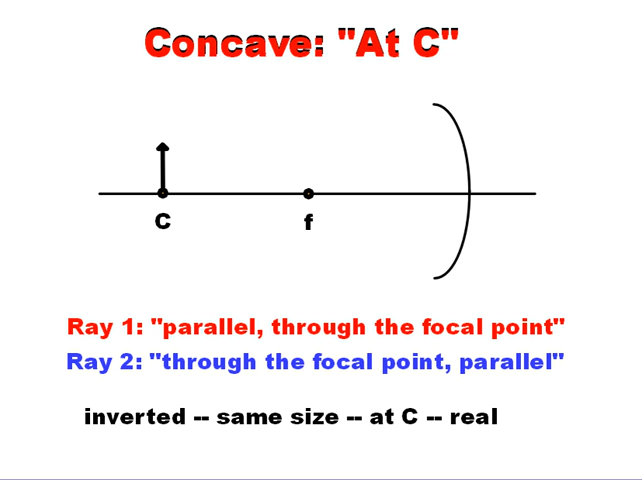 Concave: "At C"
C
f
Ray 1: "parallel, through the focal point"
Ray 2: "through the focal point, parallel"
inverted -- same size -- at C -- real